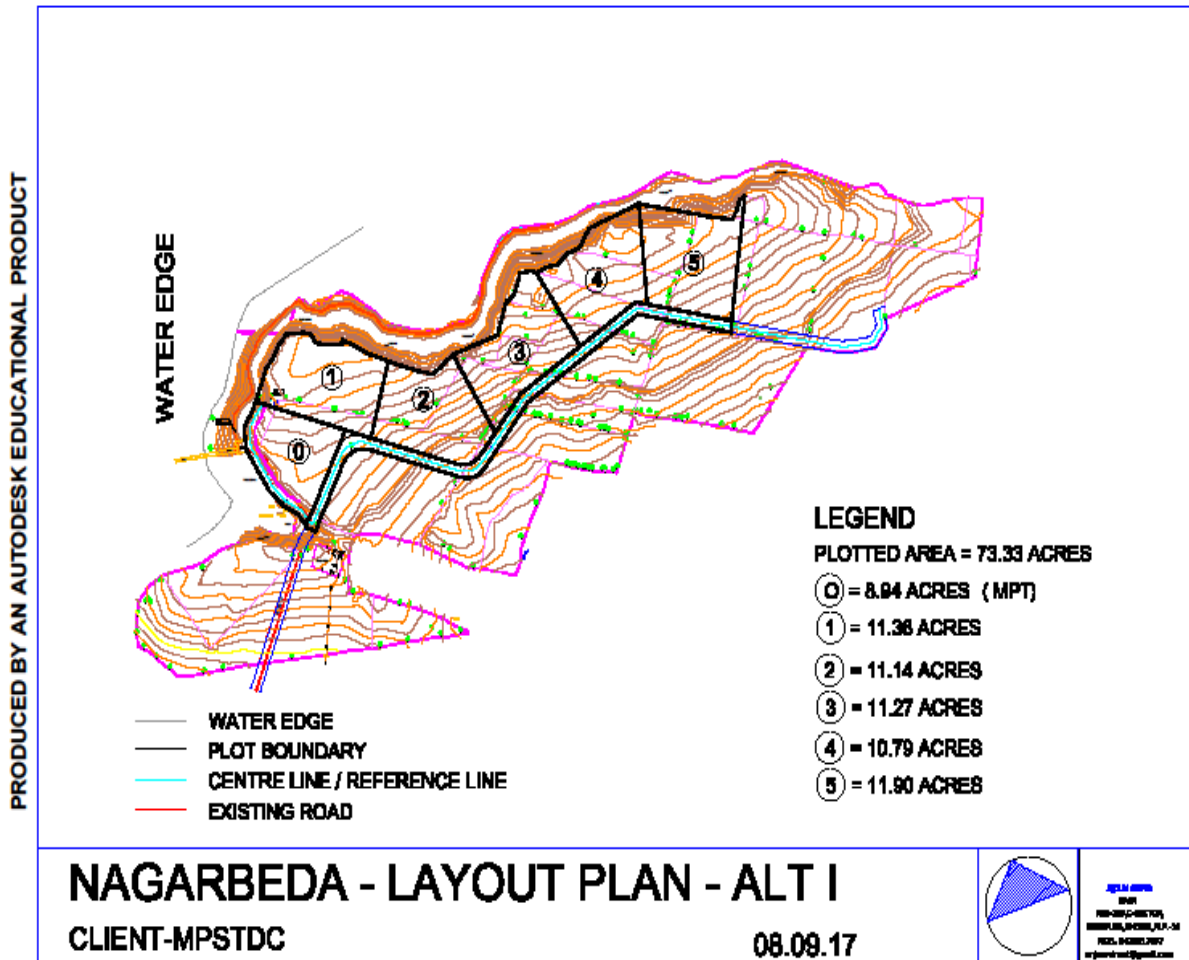 PRODUCED BY AN AUTODESK EDUCATIONAL PRODUCT
WATER EDGE
1
2
3
4
5
0
LEGEND
PLOTTED AREA = 73.33 ACRES
0 = 8.94 ACRES ( MPT)
1 = 11.36 ACRES
2 = 11.14 ACRES
3 = 11.27 ACRES
4 = 10.79 ACRES
5 = 11.90 ACRES
WATER EDGE
PLOT BOUNDARY
CENTRE LINE / REFERENCE LINE
EXISTING ROAD
NAGARBEDA - LAYOUT PLAN - ALT I
CLIENT-MPSTDC
08.09.17